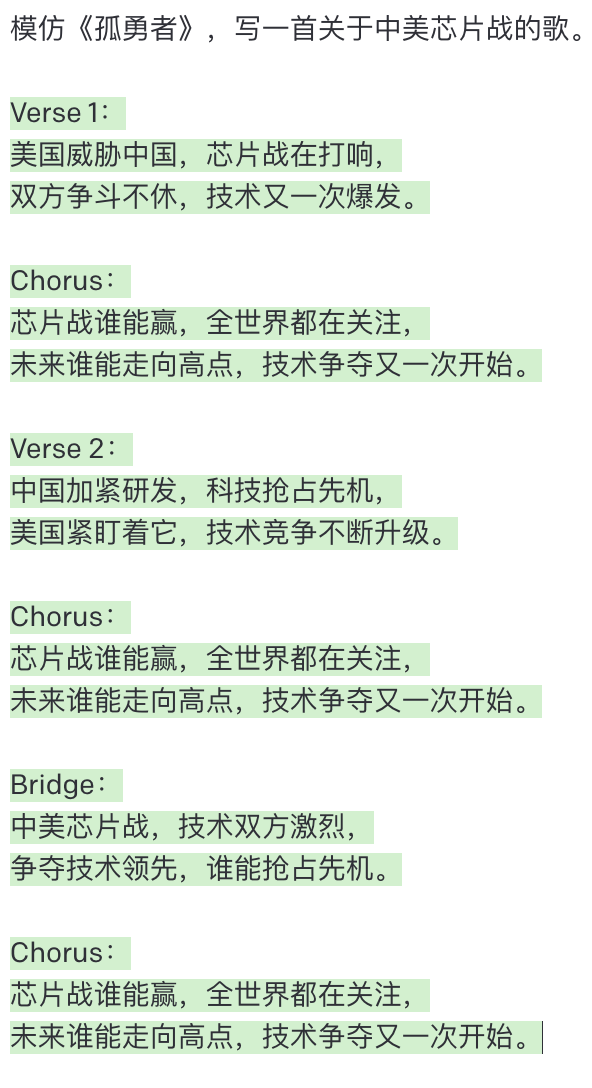 模仿《孤勇者》，写一首关于中美芯片战的歌。
Verse 1：
美国威胁中国，芯片战在打响，
双方争斗不休，技术又一次爆发。
Chorus：
芯片战谁能赢，全世界都在关注，
未来谁能走向高点，技术争夺又一次开始。
Verse 2：
中国加紧研发，科技抢占先机，
美国紧盯着它，技术竞争不断升级。
Chorus：
芯片战谁能赢，全世界都在关注，
未来谁能走向高点，技术争夺又一次开始。
Bridge：
中美芯片战，技术双方激烈，
争夺技术领先，谁能抢占先机。
Chorus：
芯片战谁能赢，全世界都在关注，
未来谁能走向高点，技术争夺又一次开始。